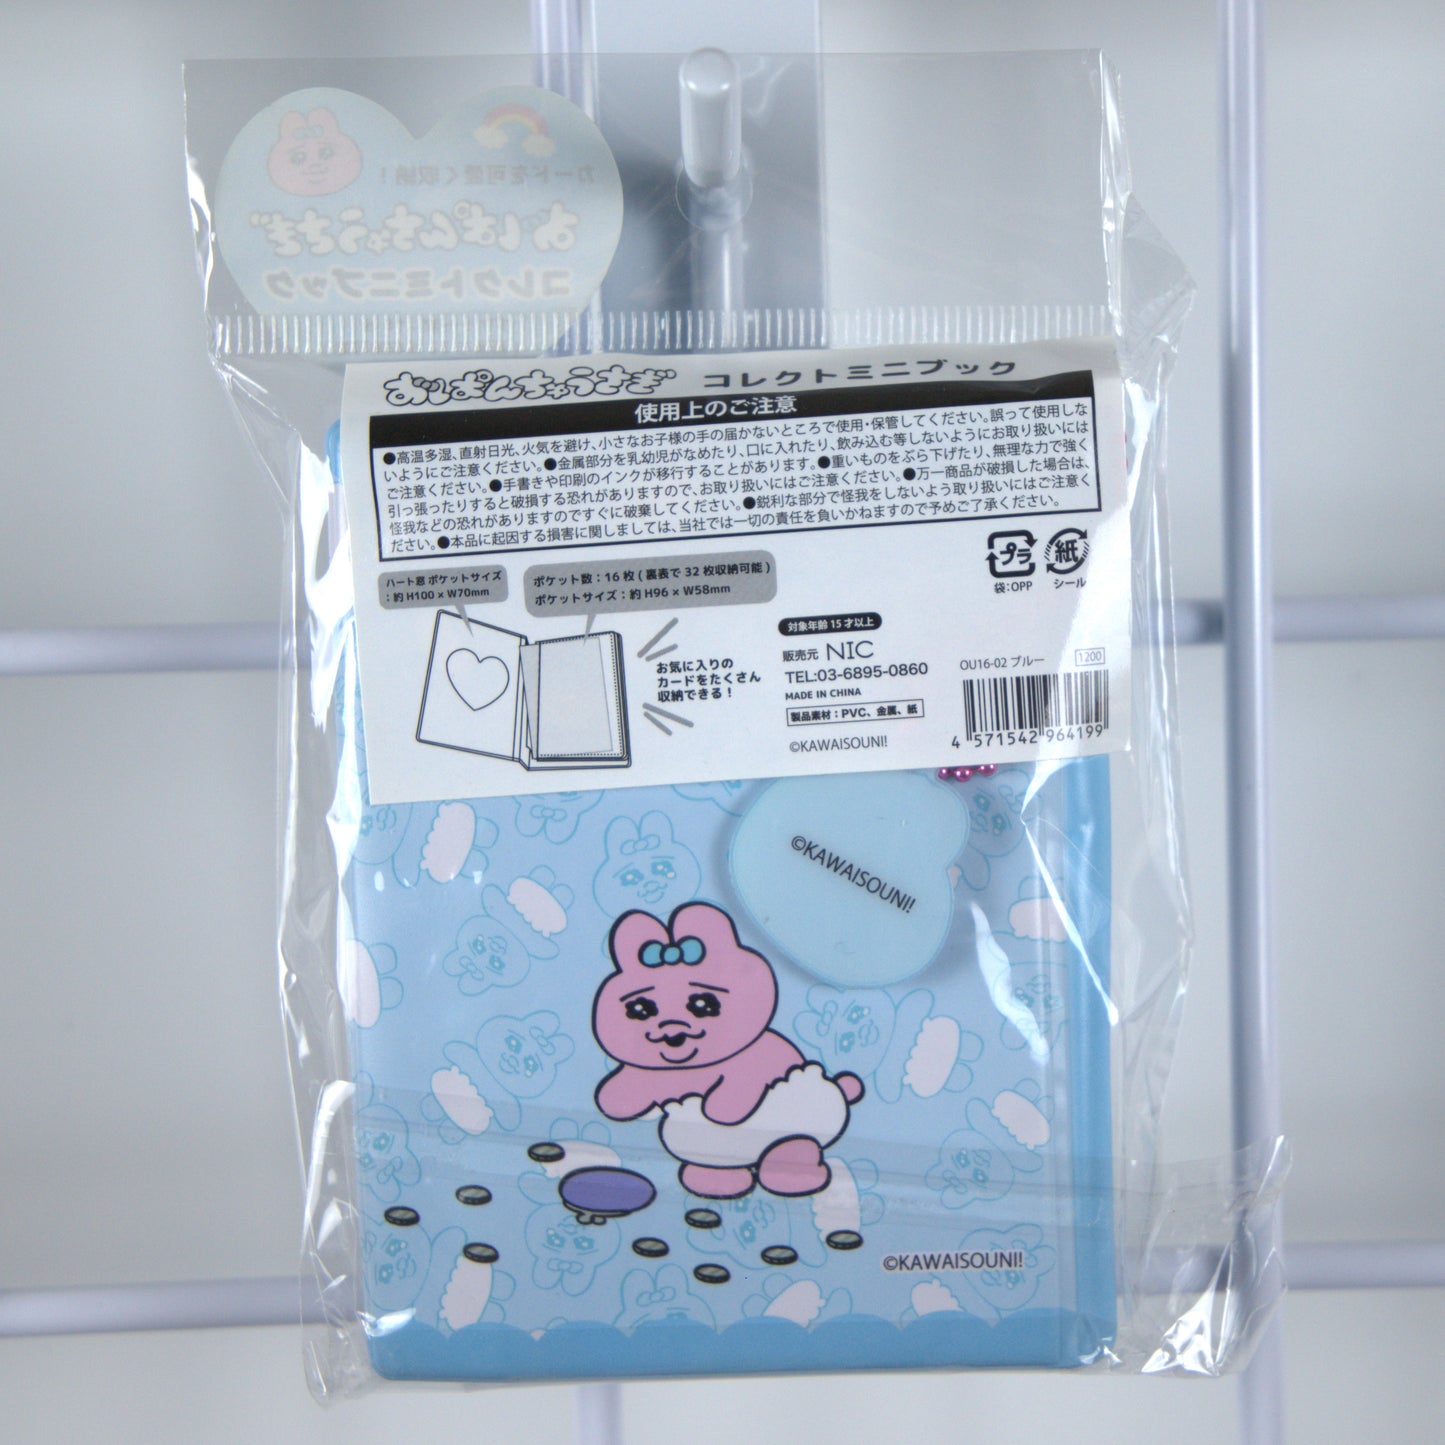 カードを可愛く収納！
おぱんちゅうさぎ
コレクトミニブック
おぱんちゅうさぎ コレクトミニブック
使用上のご注意
●高温多湿、直射日光、火気を避け、小さなお子様の手の届かないところで使用・保管してください。誤って使用しな
いようにご注意ください。●金属部分を乳幼児がなめたり、口に入れたり、飲み込む等しないようにお取り扱いには
ご注意ください。●手書きや印刷のインクが移行することがあります。●重いものをぶら下げたり、無理な力で強く
引っ張ったりすると破損する恐れがありますので、お取り扱いにはご注意ください。●万一商品が破損した場合は、
怪我などの恐れがありますのですぐに破棄してください。●鋭利な部分で怪我をしないよう取り扱いにはご注意く
ださい。●本品に起因する損害に関しましては、当社では一切の責任を負いかねますので予めご了承ください。
プラ 紙
袋:OPP シール
ハート窓 ポケットサイズ
：約 H100 × W70mm
ポケット数：16 枚 ( 裏表で 32 枚収納可能 )
ポケットサイズ：約 H96 × W58mm
お気に入りの
カードをたくさん
収納できる！
対象年齢 15 才以上
販売元 NIC
TEL:03-6895-0860
MADE IN CHINA
製品素材：PVC、金属、紙
©KAWAISOUNI!
OU16-02 ブルー 1200
4 571542 964199
©KAWAISOUNI!
©KAWAISOUNI!